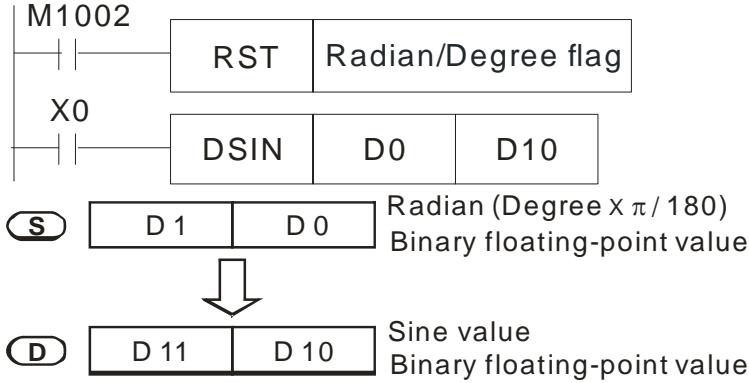 M1002
RST Radian/Degree flag
X0
DSIN D0 D10
S D 1 D 0 Radian (Degree x π / 180)
Binary floating-point value
D D 11 D 10 Sine value
Binary floating-point value